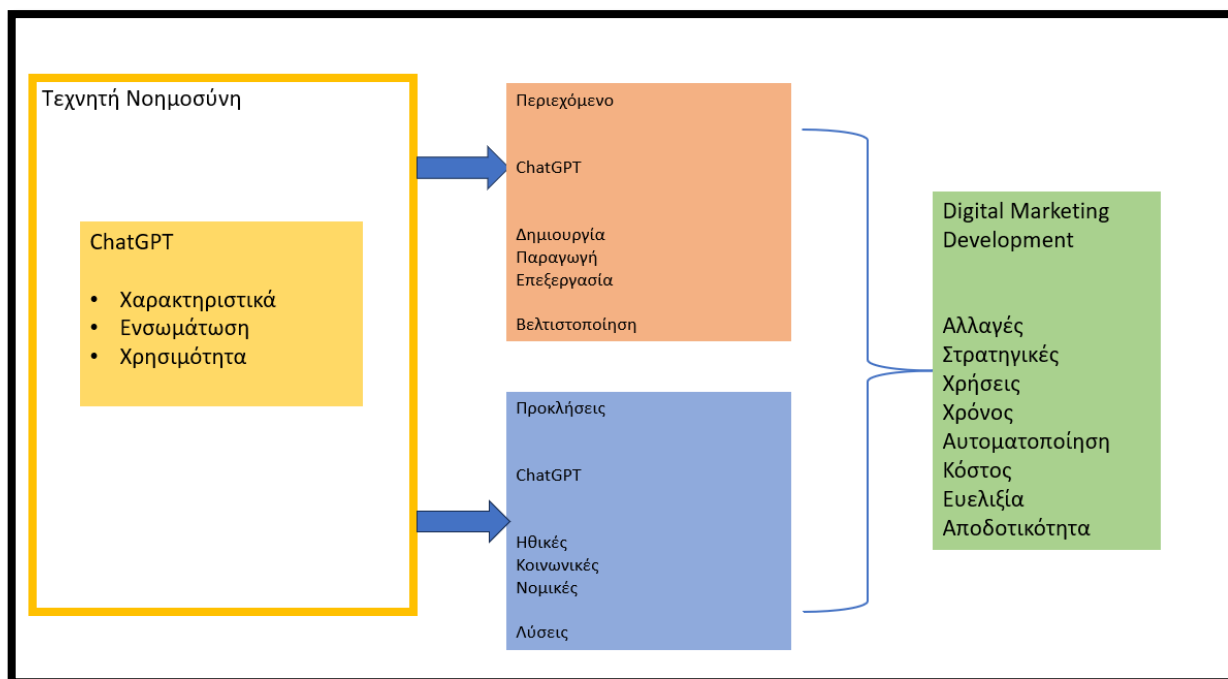 Τεχνητή Νοημοσύνη
ChatGPT
• Χαρακτηριστικά
• Ενσωμάτωση
• Χρησιμότητα
Περιεχόμενο
ChatGPT
Δημιουργία
Παραγωγή
Επεξεργασία
Βελτιστοποίηση
Προκλήσεις
ChatGPT
Ηθικές
Κοινωνικές
Νομικές
Λύσεις
Digital Marketing
Development
Αλλαγές
Στρατηγικές
Χρήσεις
Χρόνος
Αυτοματοποίηση
Κόστος
Ευελιξία
Αποδοτικότητα